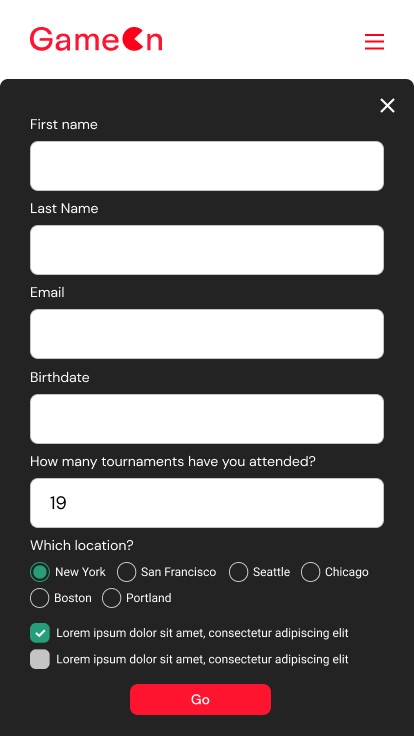 GameOn
First name
Last Name
Email
Birthdate
How many tournaments have you attended?
19
Which location?
New York San Francisco Seattle Chicago
Boston Portland
Lorem ipsum dolor sit amet, consectetur adipiscing elit
Lorem ipsum dolor sit amet, consectetur adipiscing elit
Go